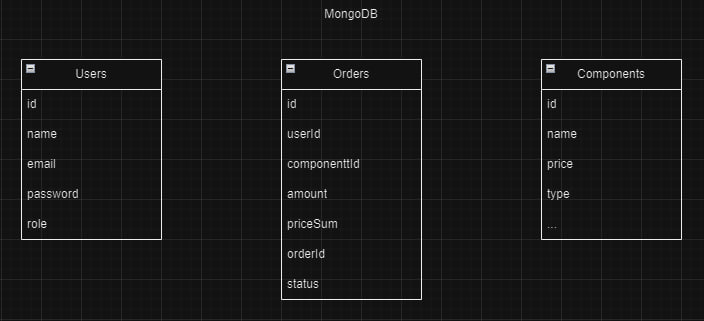 MongoDB
Users
id
name
email
password
role
Orders
id
userId
componenttId
amount
priceSum
orderId
status
Components
id
name
price
type
...